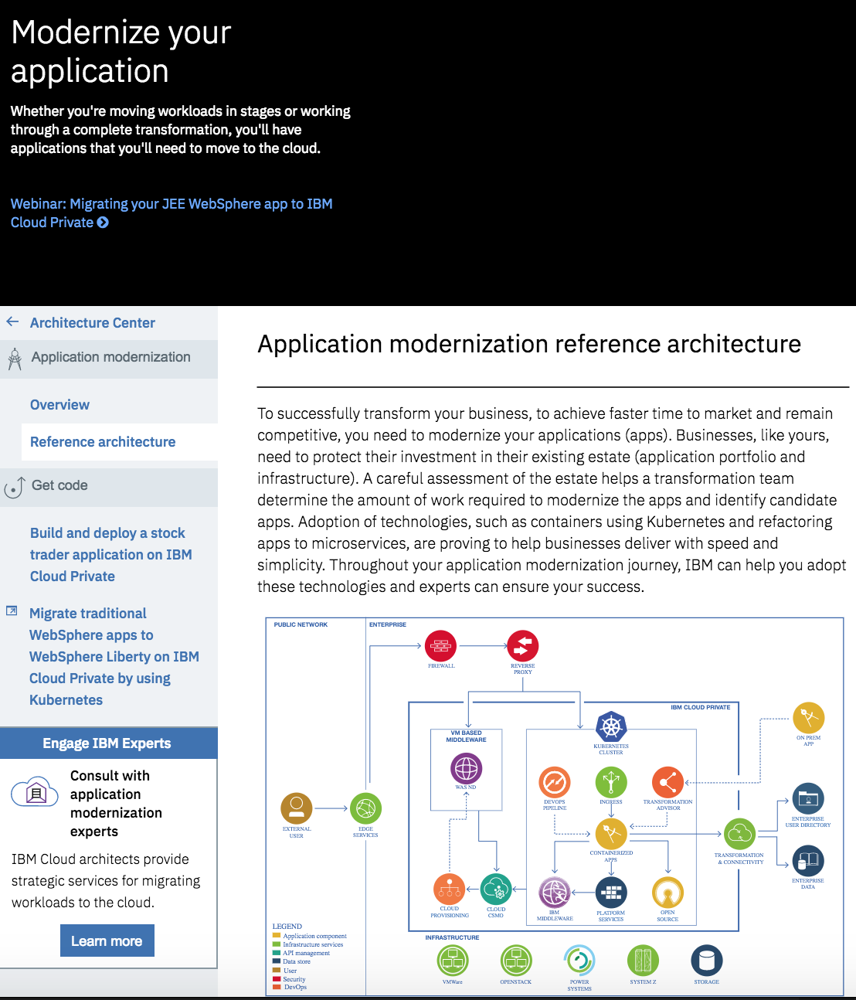 Modernize your
application
Whether you're moving workloads in stages or working
through a complete transformation, you'll have
applications that you'll need to move to the cloud.
Webinar: Migrating your JEE WebSphere app to IBM
Cloud Private
Architecture Center
Application modernization
Overview
Reference architecture
Get code
Build and deploy a stock
trader application on IBM
Cloud Private
Migrate traditional
WebSphere apps to
WebSphere Liberty on IBM
Cloud Private by using
Kubernetes
Engage IBM Experts
Consult with
application
modernization
experts
IBM Cloud architects provide
strategic services for migrating
workloads to the cloud.
Learn more
Application modernization reference architecture
To successfully transform your business, to achieve faster time to market and remain
competitive, you need to modernize your applications (apps). Businesses, like yours,
need to protect their investment in their existing estate (application portfolio and
infrastructure). A careful assessment of the estate helps a transformation team
determine the amount of work required to modernize the apps and identify candidate
apps. Adoption of technologies, such as containers using Kubernetes and refactoring
apps to microservices, are proving to help businesses deliver with speed and
simplicity. Throughout your application modernization journey, IBM can help you adopt
these technologies and experts can ensure your success.
PUBLIC NETWORK
ENTERPRISE
FIREWALL
REVERSE
PROXY
IBM CLOUD PRIVATE
VM BASED
MIDDLEWARE
WAS ND
KUBERNETES
CLUSTER
ON PREM
APP
DEVOPS
PIPELINE
INGRESS
TRANSFORMATION
ADVISOR
EXTERNAL
USER
EDGE
SERVICES
ENTERPRISE
USER DIRECTORY
CONTAINERIZED
APPS
TRANSFORMATION
& CONNECTIVITY
ENTERPRISE
DATA
CLOUD
PROVISIONING
CLOUD
CSMO
IBM
MIDDLEWARE
PLATFORM
SERVICES
OPEN
SOURCE
LEGEND
Application component
Infrastructure services
API management
Data store
User
Security
DevOps
INFRASTRUCTURE
VMWare
OPENSTACK
POWER
SYSTEMS
SYSTEM Z
STORAGE